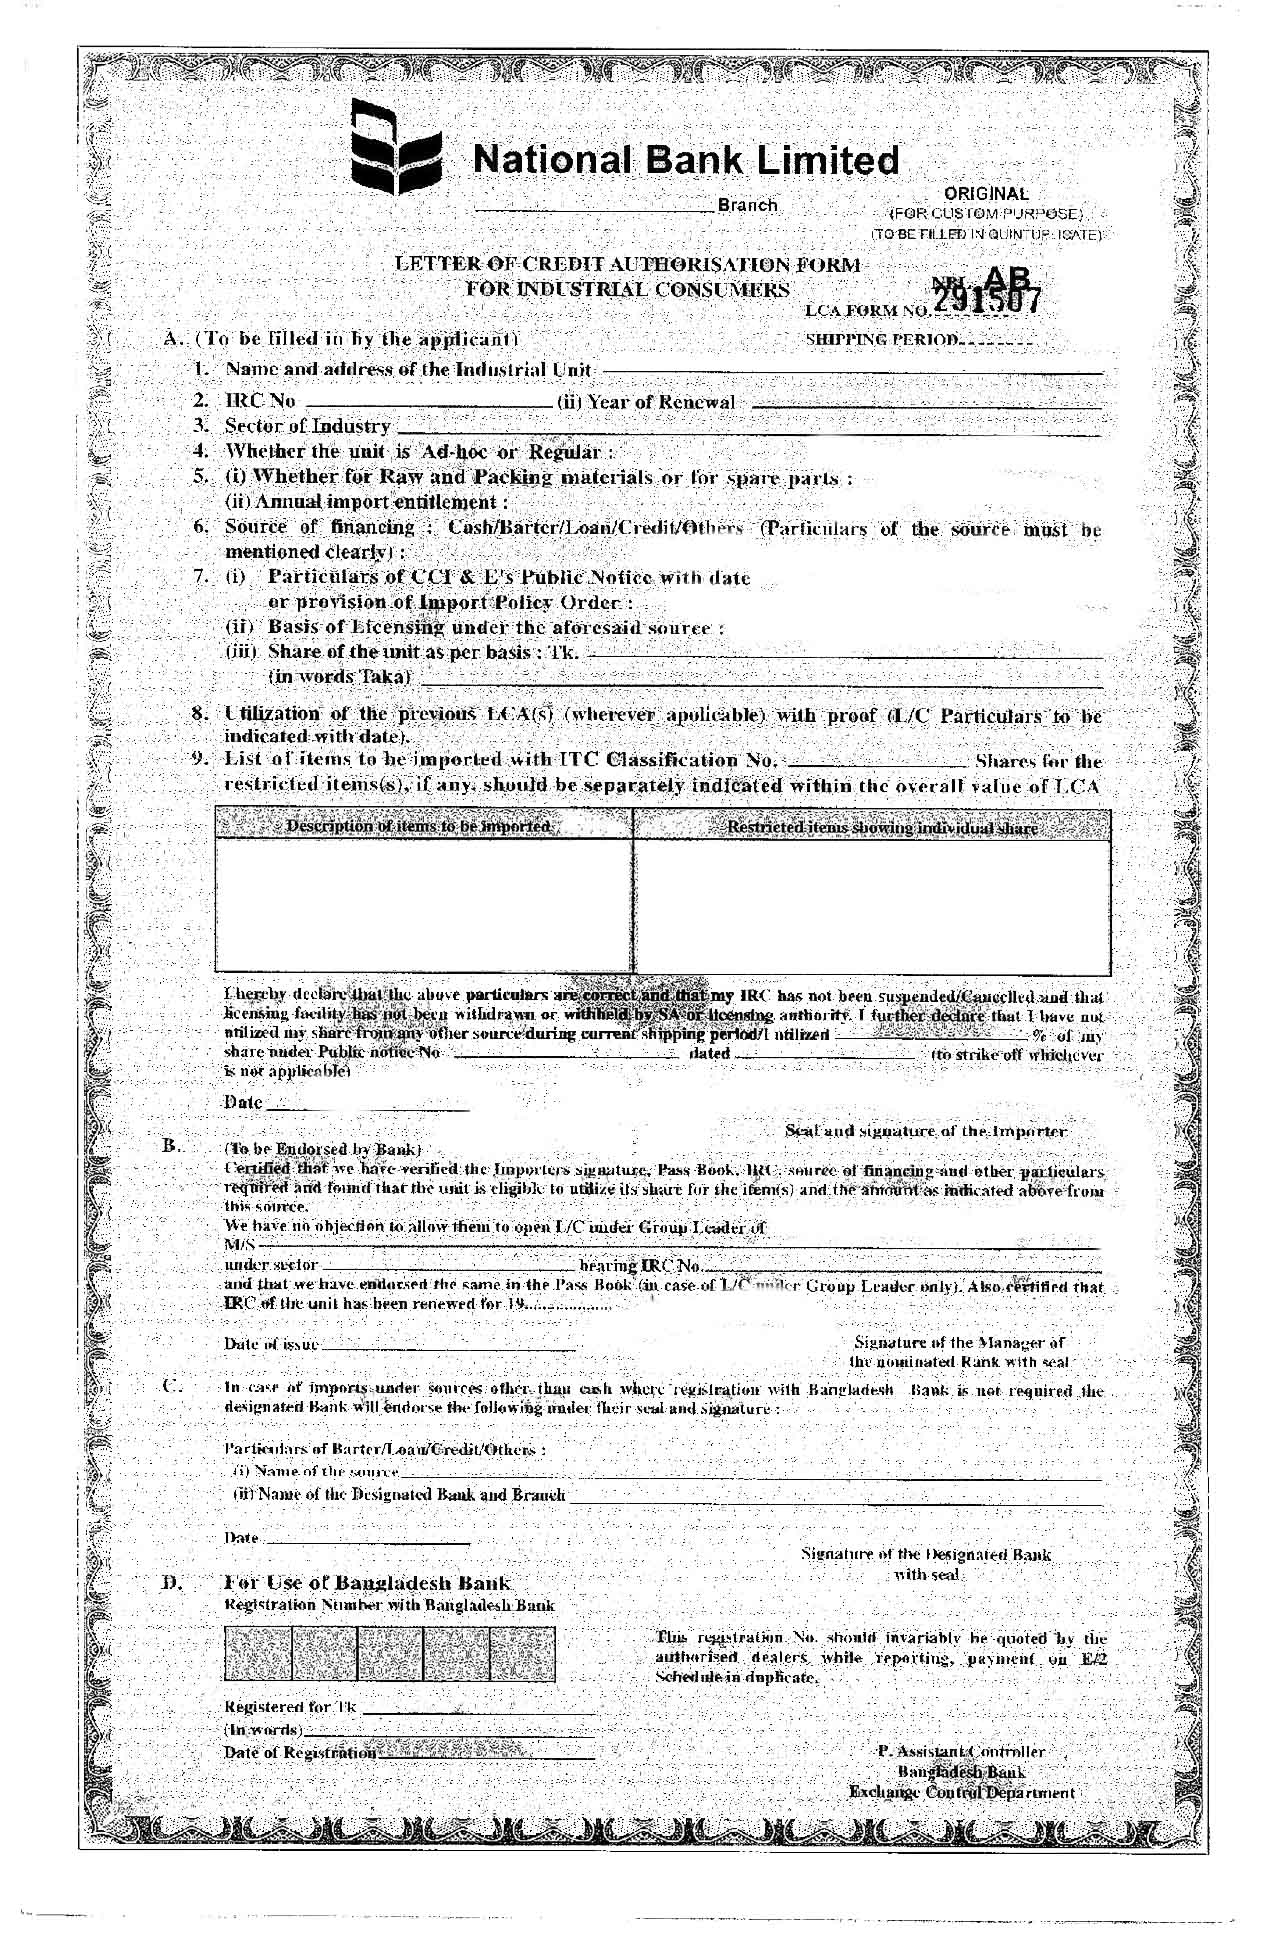 National Bank Limited
Branch
ORIGINAL
(FOR CUSTOM PURPOSE)
(TO BE FILLED IN QUINTUPLICATE)
LETTER OF CREDIT AUTHORISATION FORM
FOR INDUSTRIAL CONSUMERS
NBL AB
LCA FORM NO. 291507
A. (To be filled in by the applicant)
SHIPPING PERIOD
1. Name and address of the Industrial Unit
2. IRC No (ii) Year of Renewal
3. Sector of Industry
4. Whether the unit is Ad-hoc or Regular :
5. (i) Whether for Raw and Packing materials or for spare parts :
(ii) Annual import entitlement :
6. Source of financing : Cash/Barter/Loan/Credit/Others (Particulars of the source must be
mentioned clearly) :
7. (i) Particulars of CCI & E's Public Notice with date
or provision of Import Policy Order :
(ii) Basis of Licensing under the aforesaid source :
(iii) Share of the unit as per basis : Tk.
(in words Taka)
8. Utilization of the previous LCA(s) (wherever applicable) with proof (L/C Particulars to be
indicated with date).
9. List of items to be imported with ITC Classification No. Shares for the
restricted items(s), if any, should be separately indicated within the overall value of LCA
Description of items to be imported
Restricted items showing individual share
I hereby declare that the above particulars are correct and that my IRC has not been suspended/Cancelled and that
licensing facility has not been withdrawn or withheld by SA or licensing authority. I further declare that I have not
utilized my share from any other source during current shipping period/I utilized % of my
share under Public notice No dated (to strike off whichever
is not applicable)
Date
Seal and signature of the Importer
B. (To be Endorsed by Bank)
Certified that we have verified the Importers signature, Pass Book, IRC, source of financing and other particulars
required and found that the unit is eligible to utilize its share for the item(s) and the amount as indicated above from
this source.
We have no objection to allow them to open L/C under Group Leader of
M/S
under sector bearing IRC No.
and that we have endorsed the same in the Pass Book (in case of L/C under Group Leader only). Also certified that
IRC of the unit has been renewed for 19....................
Date of issue
Signature of the Manager of
the nominated Bank with seal
C. In case of imports under sources other than cash where registration with Bangladesh Bank is not required the
designated Bank will endorse the following under their seal and signature :
Particulars of Barter/Loan/Credit/Others :
(i) Name of the source
(ii) Name of the Designated Bank and Branch
Date
Signature of the Designated Bank
with seal
D. For Use of Bangladesh Bank
Registration Number with Bangladesh Bank
This registration No. should invariably be quoted by the
authorised dealers while reporting, payment on E/2
Schedule in duplicate.
Registered for Tk
(In words)
Date of Registration
P. Assistant Controller
Bangladesh Bank
Exchange Control Department